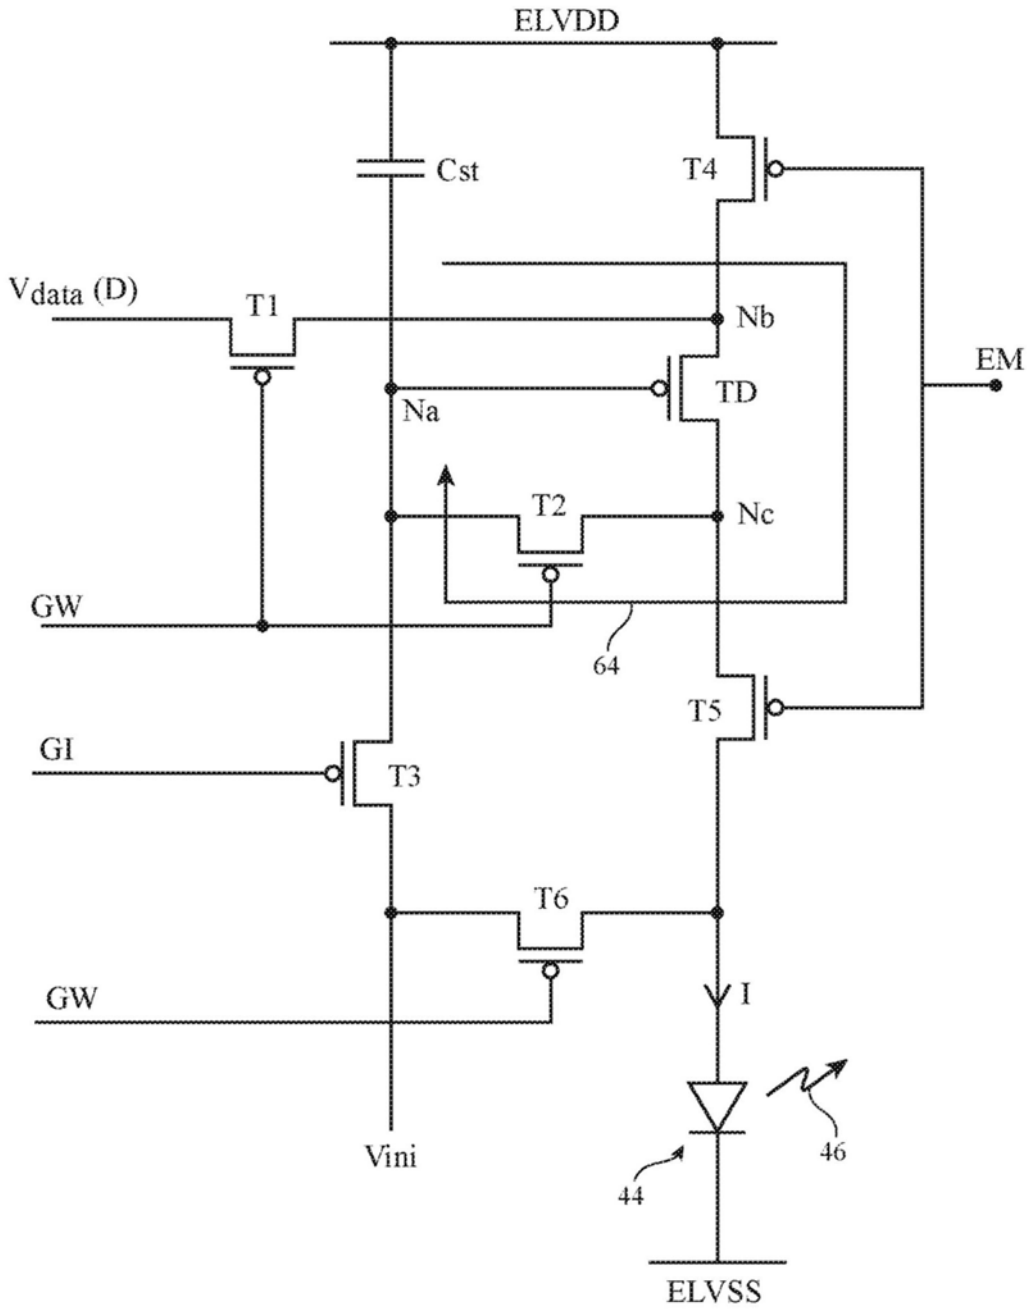 ELVDD
Cst
T4
Vdata (D)
T1
Nb
EM
TD
Na
T2
Nc
GW
64
T5
GI
T3
T6
GW
I
46
Vini
44
ELVSS